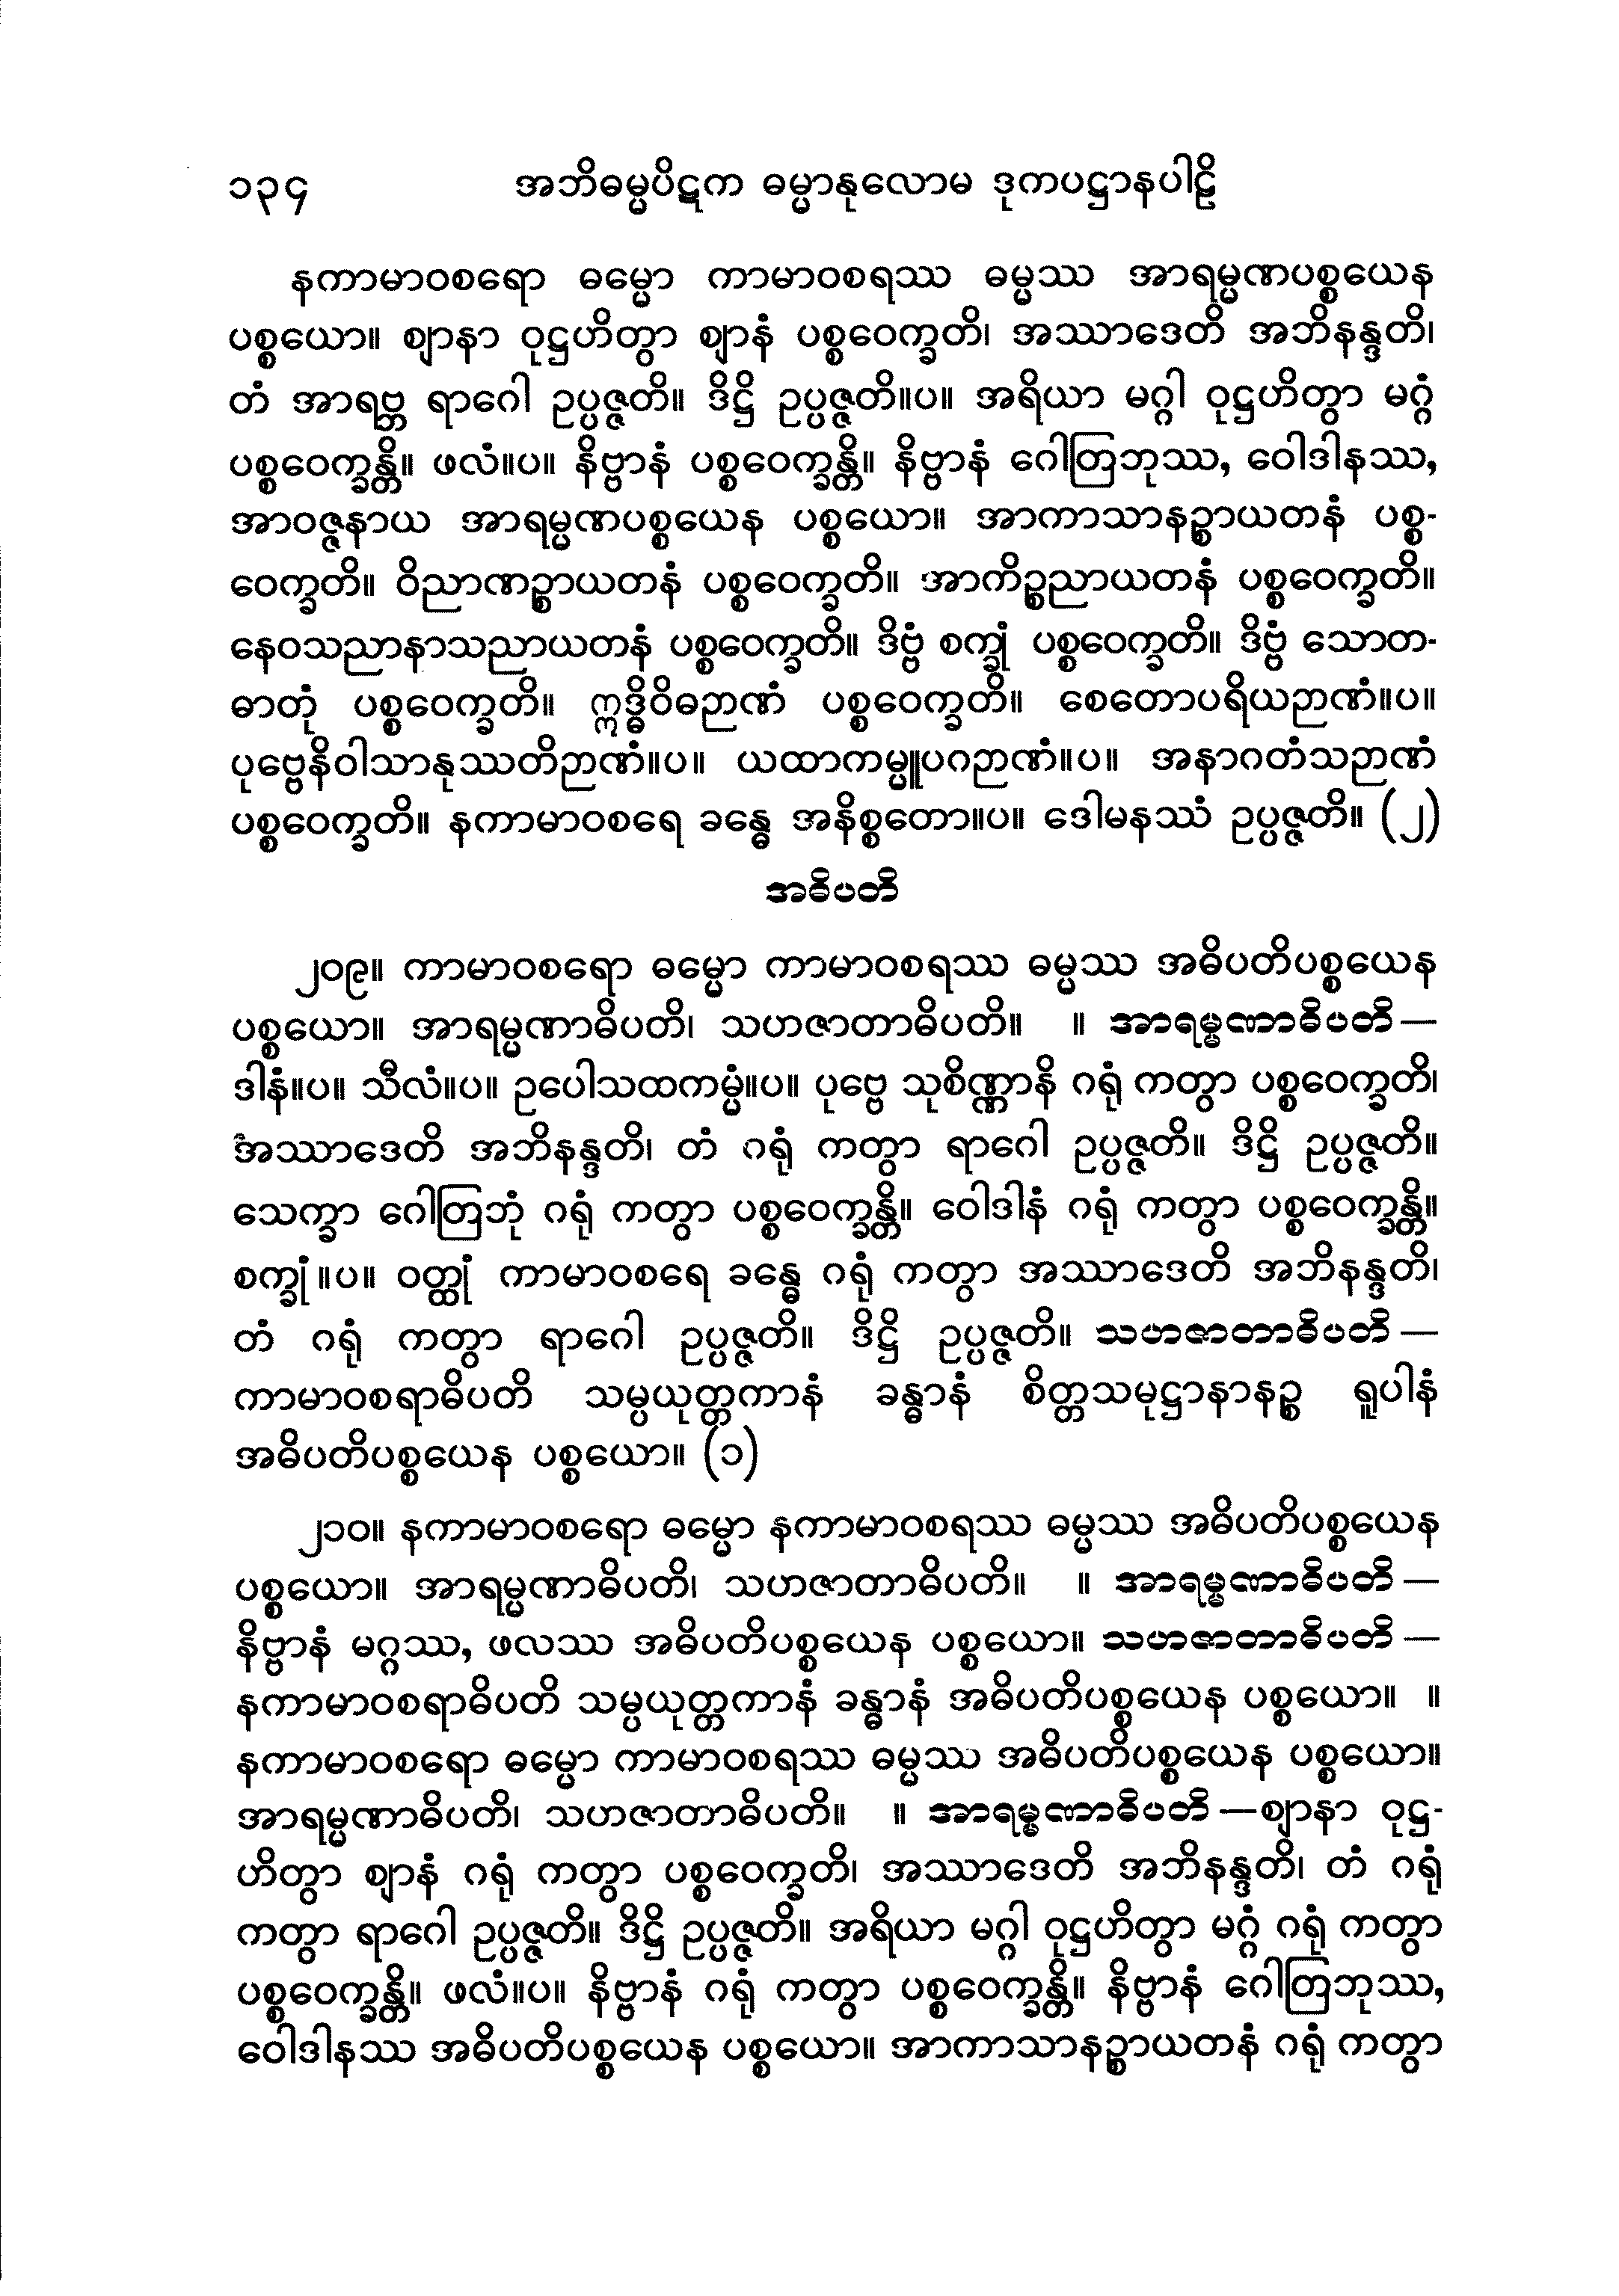 ၁၃၄ အဘိဓမ္မပိဋက ဓမ္မာနုလောမ ဒုကပဋ္ဌာနပါဠိ
နကာမာဝစရော ဓမ္မော ကာမာဝစရဿ ဓမ္မဿ အာရမ္မဏပစ္စယေန
ပစ္စယော။ ဈာနာ ဝုဋ္ဌဟိတွာ ဈာနံ ပစ္စဝေက္ခတိ၊ အဿာဒေတိ အဘိနန္ဒတိ၊
တံ အာရဗ္ဘ ရာဂေါ ဥပ္ပဇ္ဇတိ။ ဒိဋ္ဌိ ဥပ္ပဇ္ဇတိ။ပ။ အရိယာ မဂ္ဂါ ဝုဋ္ဌဟိတွာ မဂ္ဂံ
ပစ္စဝေက္ခန္တိ။ ဖလံ။ပ။ နိဗ္ဗာနံ ပစ္စဝေက္ခန္တိ။ နိဗ္ဗာနံ ဂေါတြဘုဿ, ဝေါဒါနဿ,
အာဝဇ္ဇနာယ အာရမ္မဏပစ္စယေန ပစ္စယော။ အာကာသာနဉ္စာယတနံ ပစ္စ-
ဝေက္ခတိ။ ဝိညာဏဉ္စာယတနံ ပစ္စဝေက္ခတိ။ အာကိဉ္စညာယတနံ ပစ္စဝေက္ခတိ။
နေဝသညာနာသညာယတနံ ပစ္စဝေက္ခတိ။ ဒိဗ္ဗံ စက္ခုံ ပစ္စဝေက္ခတိ။ ဒိဗ္ဗံ သောတ-
ဓာတုံ ပစ္စဝေက္ခတိ။ ဣဒ္ဓိဝိဓဉာဏံ ပစ္စဝေက္ခတိ။ စေတောပရိယဉာဏံ။ပ။
ပုဗ္ဗေနိဝါသာနုဿတိဉာဏံ။ပ။ ယထာကမ္မူပဂဉာဏံ။ပ။ အနာဂတံသဉာဏံ
ပစ္စဝေက္ခတိ။ နကာမာဝစရေ ခန္ဓေ အနိစ္စတော။ပ။ ဒေါမနဿံ ဥပ္ပဇ္ဇတိ။ (၂)
အဓိပတိ
၂၀၉။ ကာမာဝစရော ဓမ္မော ကာမာဝစရဿ ဓမ္မဿ အဓိပတိပစ္စယေန
ပစ္စယော။ အာရမ္မဏာဓိပတိ၊ သဟဇာတာဓိပတိ။ ။ အာရမ္မဏာဓိပတိ—
ဒါနံ။ပ။ သီလံ။ပ။ ဥပေါသထကမ္မံ။ပ။ ပုဗ္ဗေ သုစိဏ္ဏာနိ ဂရုံ ကတွာ ပစ္စဝေက္ခတိ၊
အဿာဒေတိ အဘိနန္ဒတိ၊ တံ ဂရုံ ကတွာ ရာဂေါ ဥပ္ပဇ္ဇတိ။ ဒိဋ္ဌိ ဥပ္ပဇ္ဇတိ။
သေက္ခာ ဂေါတြဘုံ ဂရုံ ကတွာ ပစ္စဝေက္ခန္တိ။ ဝေါဒါနံ ဂရုံ ကတွာ ပစ္စဝေက္ခန္တိ။
စက္ခုံ။ပ။ ဝတ္ထုံ ကာမာဝစရေ ခန္ဓေ ဂရုံ ကတွာ အဿာဒေတိ အဘိနန္ဒတိ၊
တံ ဂရုံ ကတွာ ရာဂေါ ဥပ္ပဇ္ဇတိ။ ဒိဋ္ဌိ ဥပ္ပဇ္ဇတိ။ သဟဇာတာဓိပတိ—
ကာမာဝစရာဓိပတိ သမ္ပယုတ္တကာနံ ခန္ဓာနံ စိတ္တသမုဋ္ဌာနာနဉ္စ ရူပါနံ
အဓိပတိပစ္စယေန ပစ္စယော။ (၁)
၂၁၀။ နကာမာဝစရော ဓမ္မော နကာမာဝစရဿ ဓမ္မဿ အဓိပတိပစ္စယေန
ပစ္စယော။ အာရမ္မဏာဓိပတိ၊ သဟဇာတာဓိပတိ။ ။ အာရမ္မဏာဓိပတိ—
နိဗ္ဗာနံ မဂ္ဂဿ, ဖလဿ အဓိပတိပစ္စယေန ပစ္စယော။ သဟဇာတာဓိပတိ—
နကာမာဝစရာဓိပတိ သမ္ပယုတ္တကာနံ ခန္ဓာနံ အဓိပတိပစ္စယေန ပစ္စယော။ ။
နကာမာဝစရော ဓမ္မော ကာမာဝစရဿ ဓမ္မဿ အဓိပတိပစ္စယေန ပစ္စယော။
အာရမ္မဏာဓိပတိ၊ သဟဇာတာဓိပတိ။ ။ အာရမ္မဏာဓိပတိ—ဈာနာ ဝုဋ္ဌ-
ဟိတွာ ဈာနံ ဂရုံ ကတွာ ပစ္စဝေက္ခတိ၊ အဿာဒေတိ အဘိနန္ဒတိ၊ တံ ဂရုံ
ကတွာ ရာဂေါ ဥပ္ပဇ္ဇတိ။ ဒိဋ္ဌိ ဥပ္ပဇ္ဇတိ။ အရိယာ မဂ္ဂါ ဝုဋ္ဌဟိတွာ မဂ္ဂံ ဂရုံ ကတွာ
ပစ္စဝေက္ခန္တိ။ ဖလံ။ပ။ နိဗ္ဗာနံ ဂရုံ ကတွာ ပစ္စဝေက္ခန္တိ။ နိဗ္ဗာနံ ဂေါတြဘုဿ,
ဝေါဒါနဿ အဓိပတိပစ္စယေန ပစ္စယော။ အာကာသာနဉ္စာယတနံ ဂရုံ ကတွာ